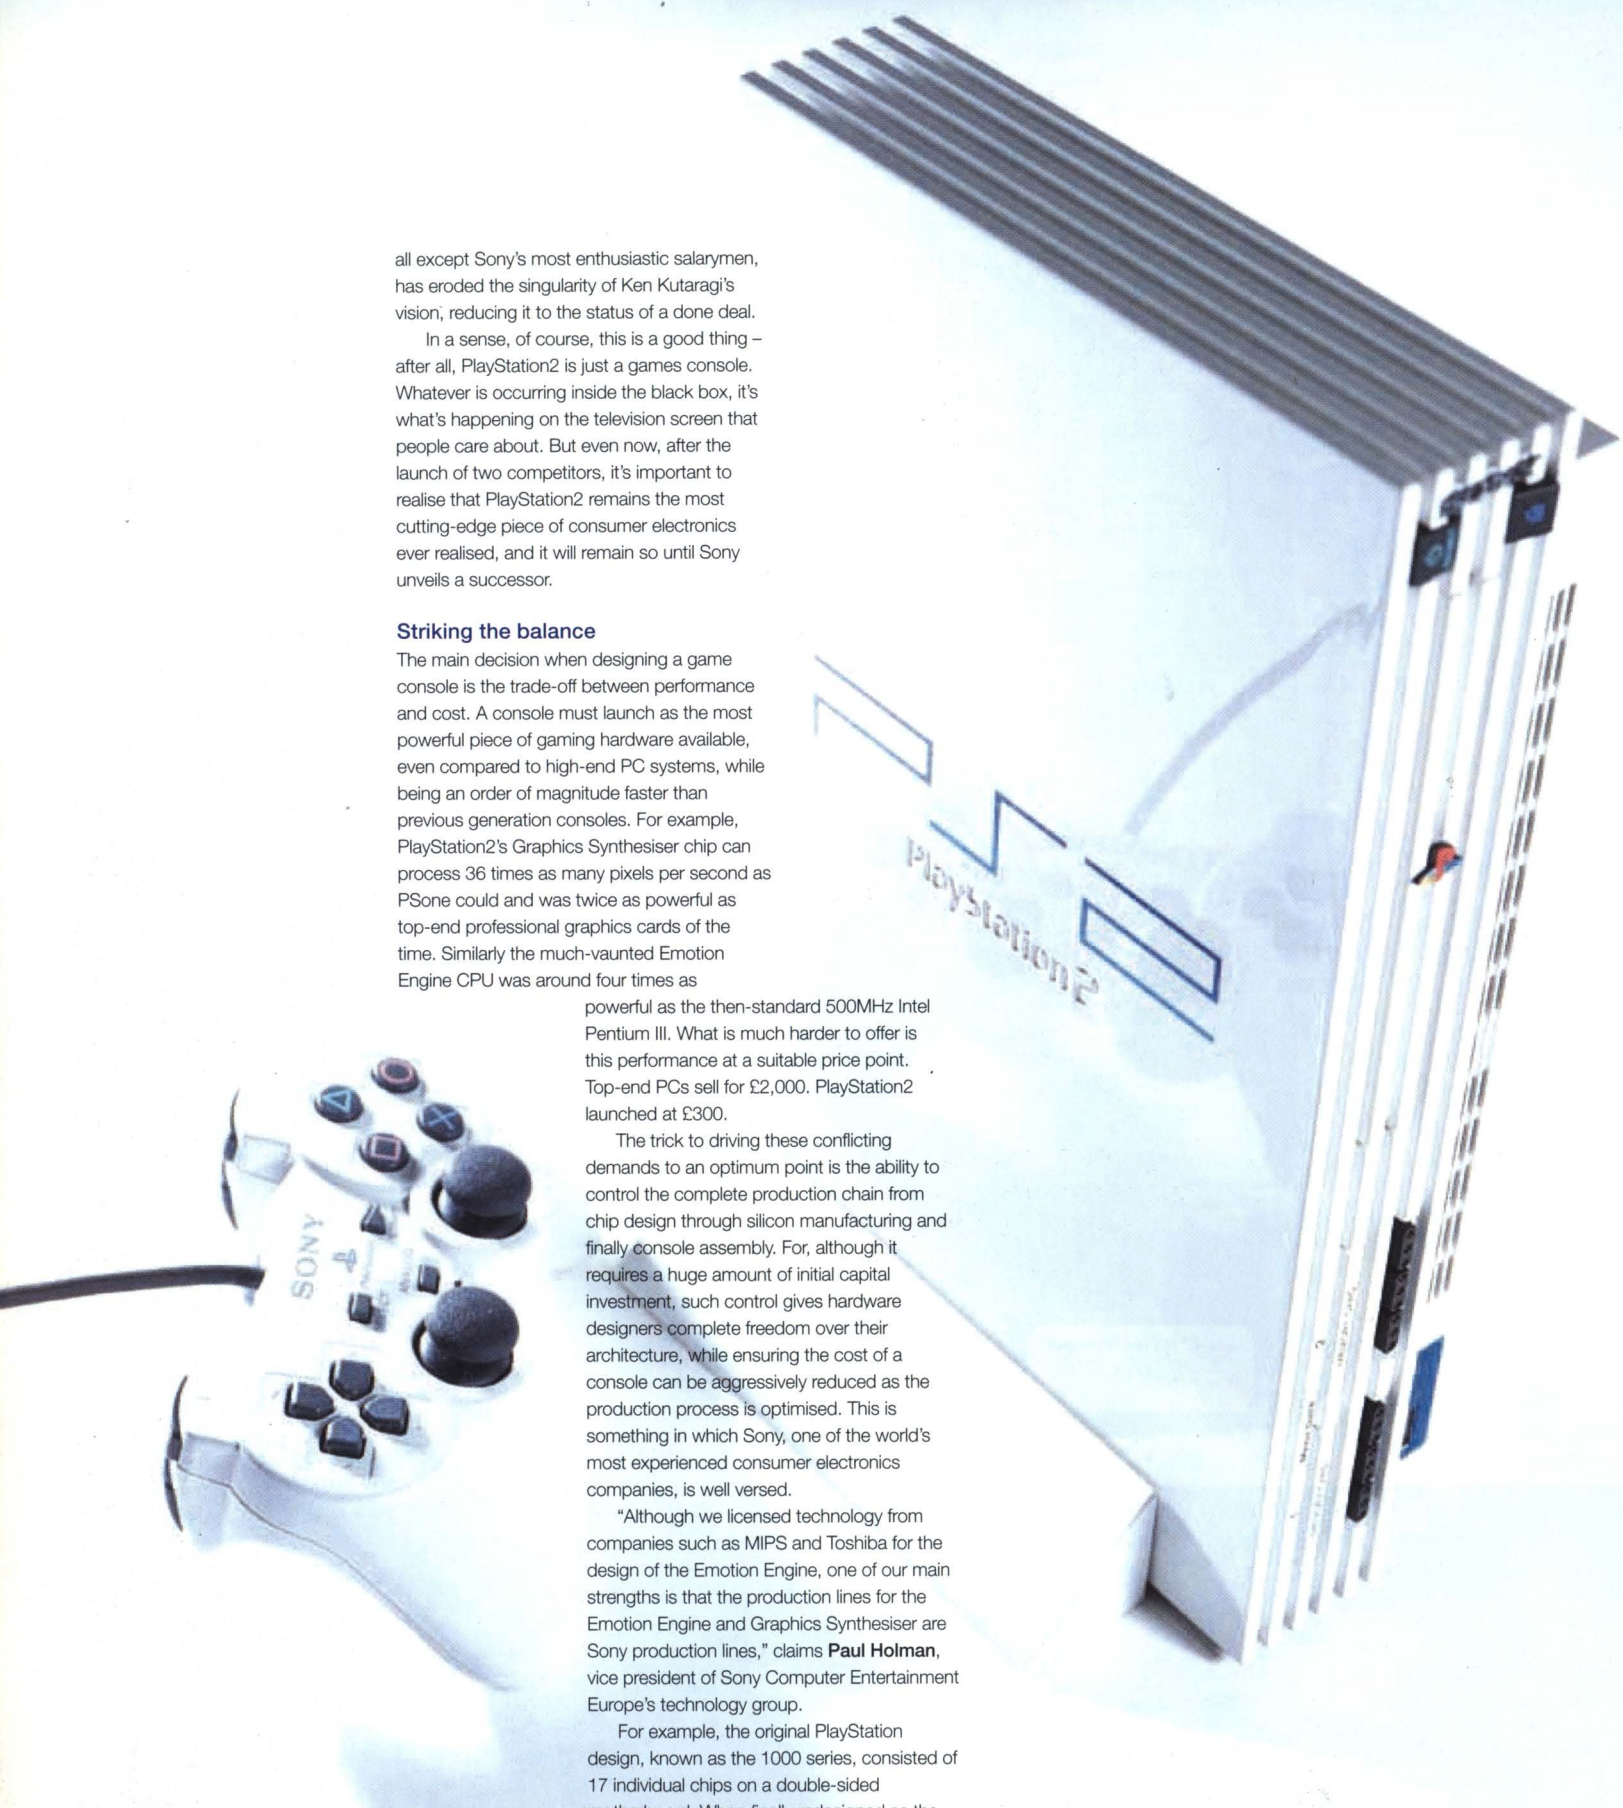 all except Sony's most enthusiastic salarymen,
has eroded the singularity of Ken Kutaragi's
vision, reducing it to the status of a done deal.
In a sense, of course, this is a good thing –
after all, PlayStation2 is just a games console.
Whatever is occurring inside the black box, it's
what's happening on the television screen that
people care about. But even now, after the
launch of two competitors, it's important to
realise that PlayStation2 remains the most
cutting-edge piece of consumer electronics
ever realised, and it will remain so until Sony
unveils a successor.
Striking the balance
The main decision when designing a game
console is the trade-off between performance
and cost. A console must launch as the most
powerful piece of gaming hardware available,
even compared to high-end PC systems, while
being an order of magnitude faster than
previous generation consoles. For example,
PlayStation2's Graphics Synthesiser chip can
process 36 times as many pixels per second as
PSone could and was twice as powerful as
top-end professional graphics cards of the
time. Similarly the much-vaunted Emotion
Engine CPU was around four times as
powerful as the then-standard 500MHz Intel
Pentium III. What is much harder to offer is
this performance at a suitable price point.
Top-end PCs sell for £2,000. PlayStation2
launched at £300.
The trick to driving these conflicting
demands to an optimum point is the ability to
control the complete production chain from
chip design through silicon manufacturing and
finally console assembly. For, although it
requires a huge amount of initial capital
investment, such control gives hardware
designers complete freedom over their
architecture, while ensuring the cost of a
console can be aggressively reduced as the
production process is optimised. This is
something in which Sony, one of the world's
most experienced consumer electronics
companies, is well versed.
"Although we licensed technology from
companies such as MIPS and Toshiba for the
design of the Emotion Engine, one of our main
strengths is that the production lines for the
Emotion Engine and Graphics Synthesiser are
Sony production lines," claims Paul Holman,
vice president of Sony Computer Entertainment
Europe's technology group.
For example, the original PlayStation
design, known as the 1000 series, consisted of
17 individual chips on a double-sided
PS2
PlayStation2
SONY